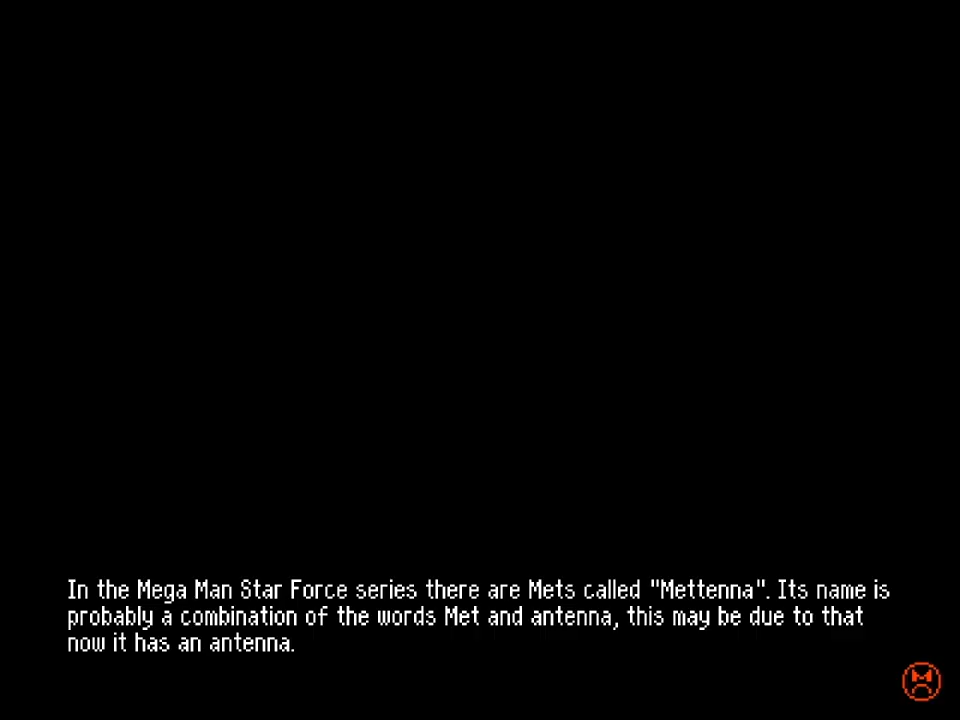 In the Mega Man Star Force series there are Mets called "Mettenna". Its name is
probably a combination of the words Met and antenna, this may be due to that
now it has an antenna.